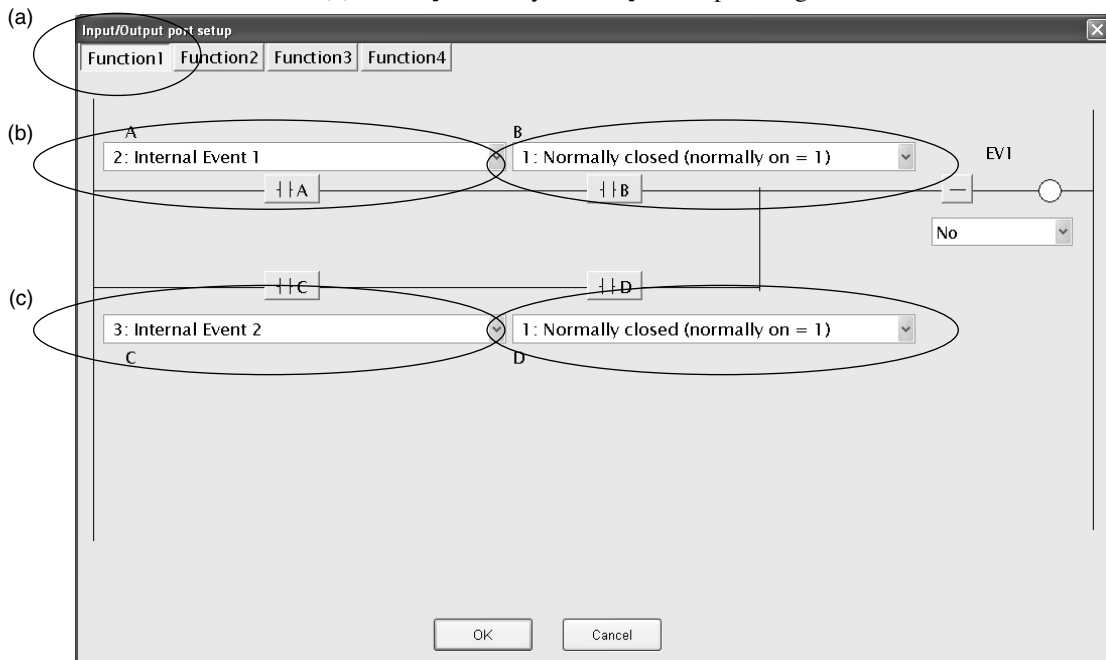 (a)
Input/Output port setup
Function1 Function2 Function3 Function4
(b)
A B
2: Internal Event 1 1: Normally closed (normally on = 1) EV1
A B
No
(c)
C D
3: Internal Event 2 1: Normally closed (normally on = 1)
C D
OK Cancel